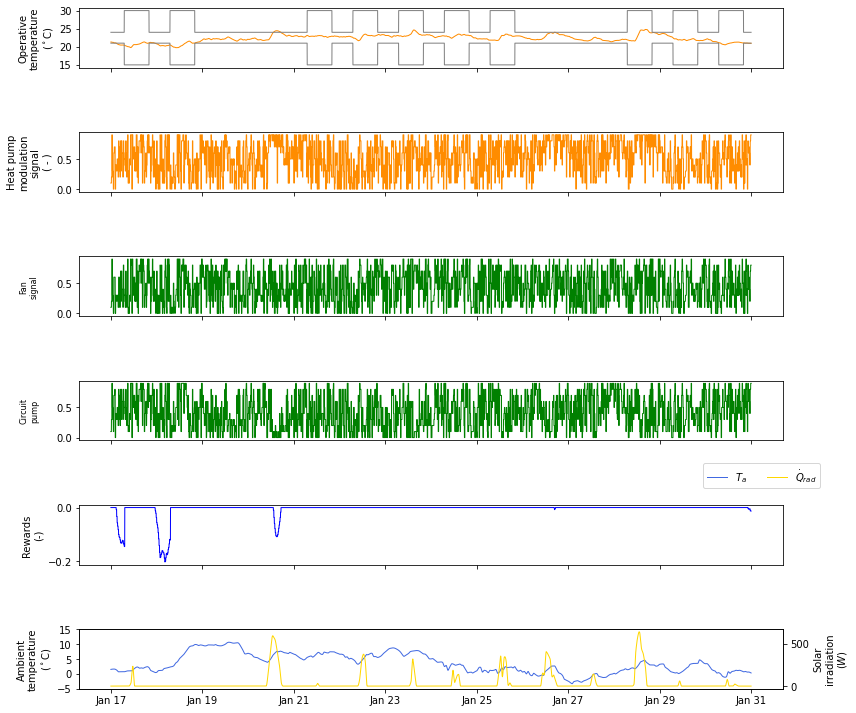 Operative
temperature
(°C)
30
25
20
15
Heat pump
modulation
signal
( - )
0.5
0.0
Fan
signal
0.5
0.0
Circuit
pump
0.5
0.0
T_a
Q̇_rad
Rewards
(-)
0.0
−0.2
Ambient
temperature
(°C)
15
10
5
0
−5
500
0
Solar
irradiation
(W)
Jan 17 Jan 19 Jan 21 Jan 23 Jan 25 Jan 27 Jan 29 Jan 31